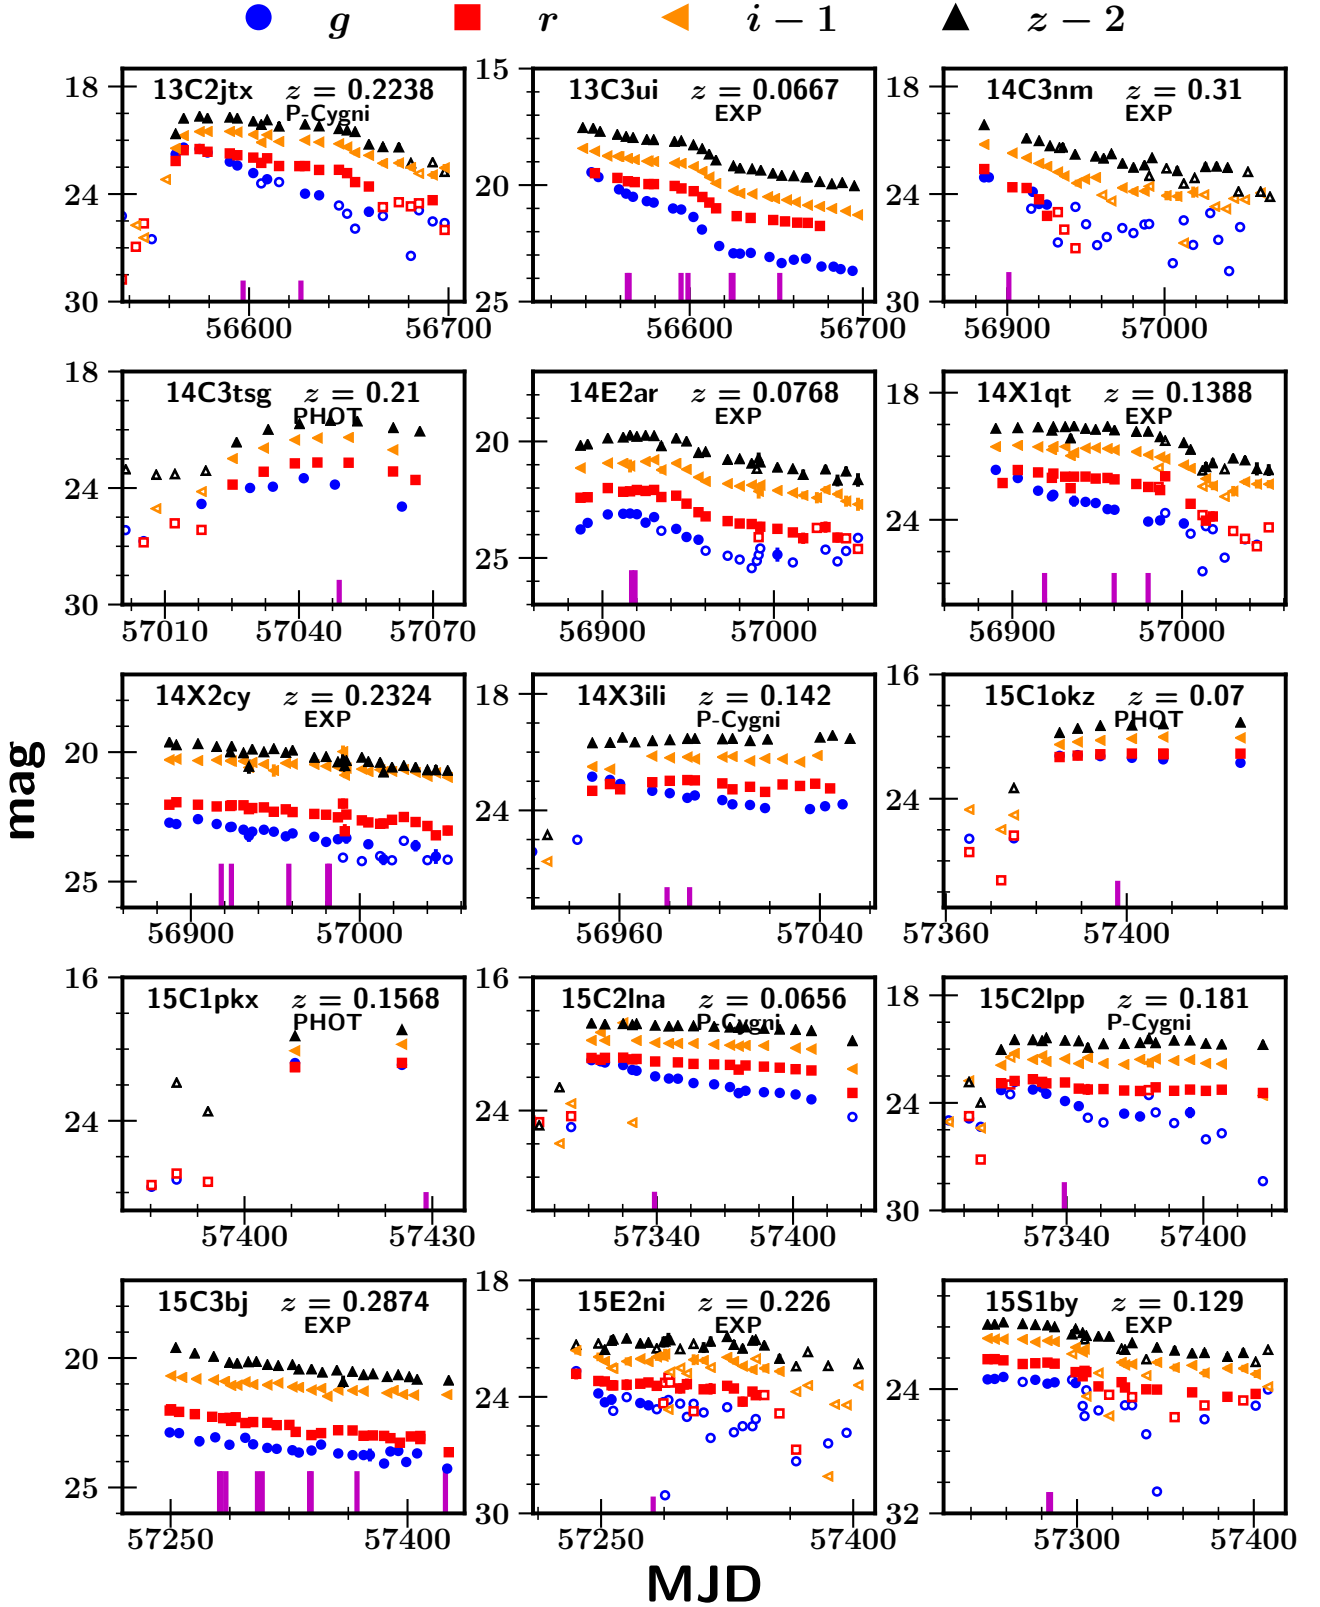 g r i − 1 z − 2
13C2jtx z = 0.2238
P-Cygni
18
24
30
56600 56700
13C3ui z = 0.0667
EXP
15
20
25
56600 56700
14C3nm z = 0.31
EXP
18
24
30
56900 57000
14C3tsg z = 0.21
PHOT
18
24
30
57010 57040 57070
14E2ar z = 0.0768
EXP
20
25
56900 57000
14X1qt z = 0.1388
EXP
18
24
56900 57000
14X2cy z = 0.2324
EXP
20
25
56900 57000
14X3ili z = 0.142
P-Cygni
18
24
56960 57040
15C1okz z = 0.07
PHOT
16
24
57360 57400
15C1pkx z = 0.1568
PHOT
16
24
57400 57430
15C2lna z = 0.0656
P-Cygni
16
24
57340 57400
15C2lpp z = 0.181
P-Cygni
18
24
30
57340 57400
15C3bj z = 0.2874
EXP
20
25
57250 57400
15E2ni z = 0.226
EXP
18
24
30
57250 57400
15S1by z = 0.129
EXP
24
32
57300 57400
mag
MJD